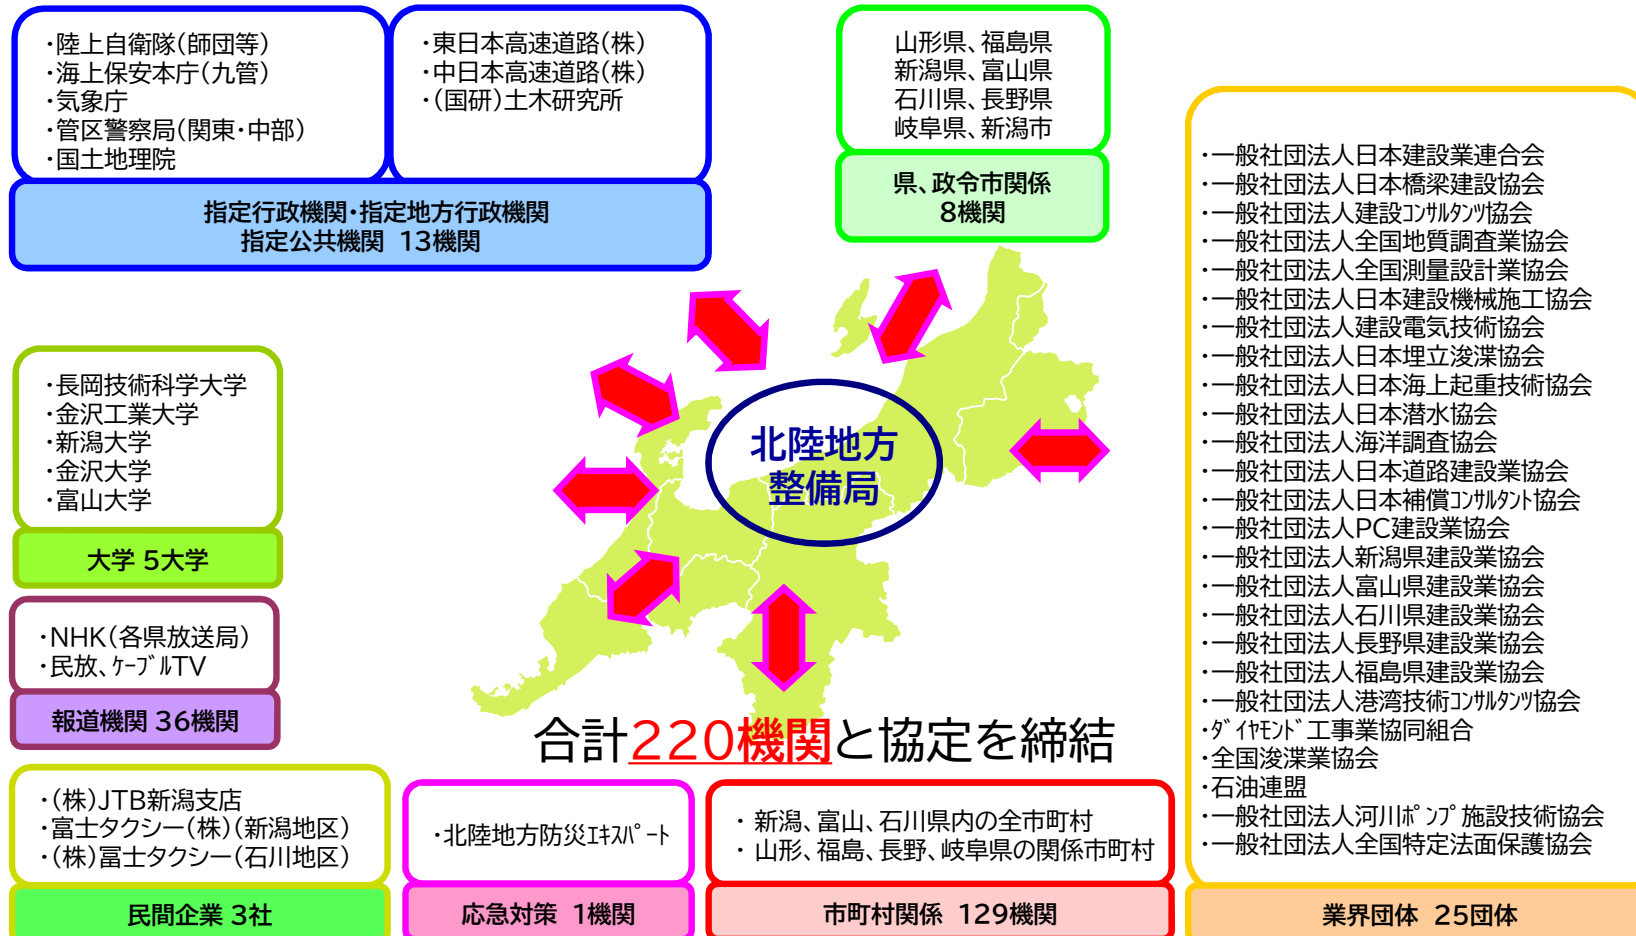 ・陸上自衛隊(師団等)
・海上保安本庁(九管)
・気象庁
・管区警察局(関東・中部)
・国土地理院
・東日本高速道路(株)
・中日本高速道路(株)
・(国研)土木研究所
指定行政機関・指定地方行政機関
指定公共機関 13機関
山形県、福島県
新潟県、富山県
石川県、長野県
岐阜県、新潟市
県、政令市関係
8機関
・長岡技術科学大学
・金沢工業大学
・新潟大学
・金沢大学
・富山大学
大学 5大学
北陸地方
整備局
・NHK(各県放送局)
・民放、ケーブルTV
報道機関 36機関
合計220機関と協定を締結
・(株)JTB新潟支店
・富士タクシー(株)(新潟地区)
・(株)冨士タクシー(石川地区)
民間企業 3社
・北陸地方防災エキスパート
応急対策 1機関
・ 新潟、富山、石川県内の全市町村
・ 山形、福島、長野、岐阜県の関係市町村
市町村関係 129機関
・一般社団法人日本建設業連合会
・一般社団法人日本橋梁建設協会
・一般社団法人建設コンサルタンツ協会
・一般社団法人全国地質調査業協会
・一般社団法人全国測量設計業協会
・一般社団法人日本建設機械施工協会
・一般社団法人建設電気技術協会
・一般社団法人日本埋立浚渫協会
・一般社団法人日本海上起重技術協会
・一般社団法人日本潜水協会
・一般社団法人海洋調査協会
・一般社団法人日本道路建設業協会
・一般社団法人日本補償コンサルタント協会
・一般社団法人PC建設業協会
・一般社団法人新潟県建設業協会
・一般社団法人富山県建設業協会
・一般社団法人石川県建設業協会
・一般社団法人長野県建設業協会
・一般社団法人福島県建設業協会
・一般社団法人港湾技術コンサルタンツ協会
・ダイヤモンド工事業協同組合
・全国浚渫業協会
・石油連盟
・一般社団法人河川ポンプ施設技術協会
・一般社団法人全国特定法面保護協会
業界団体 25団体